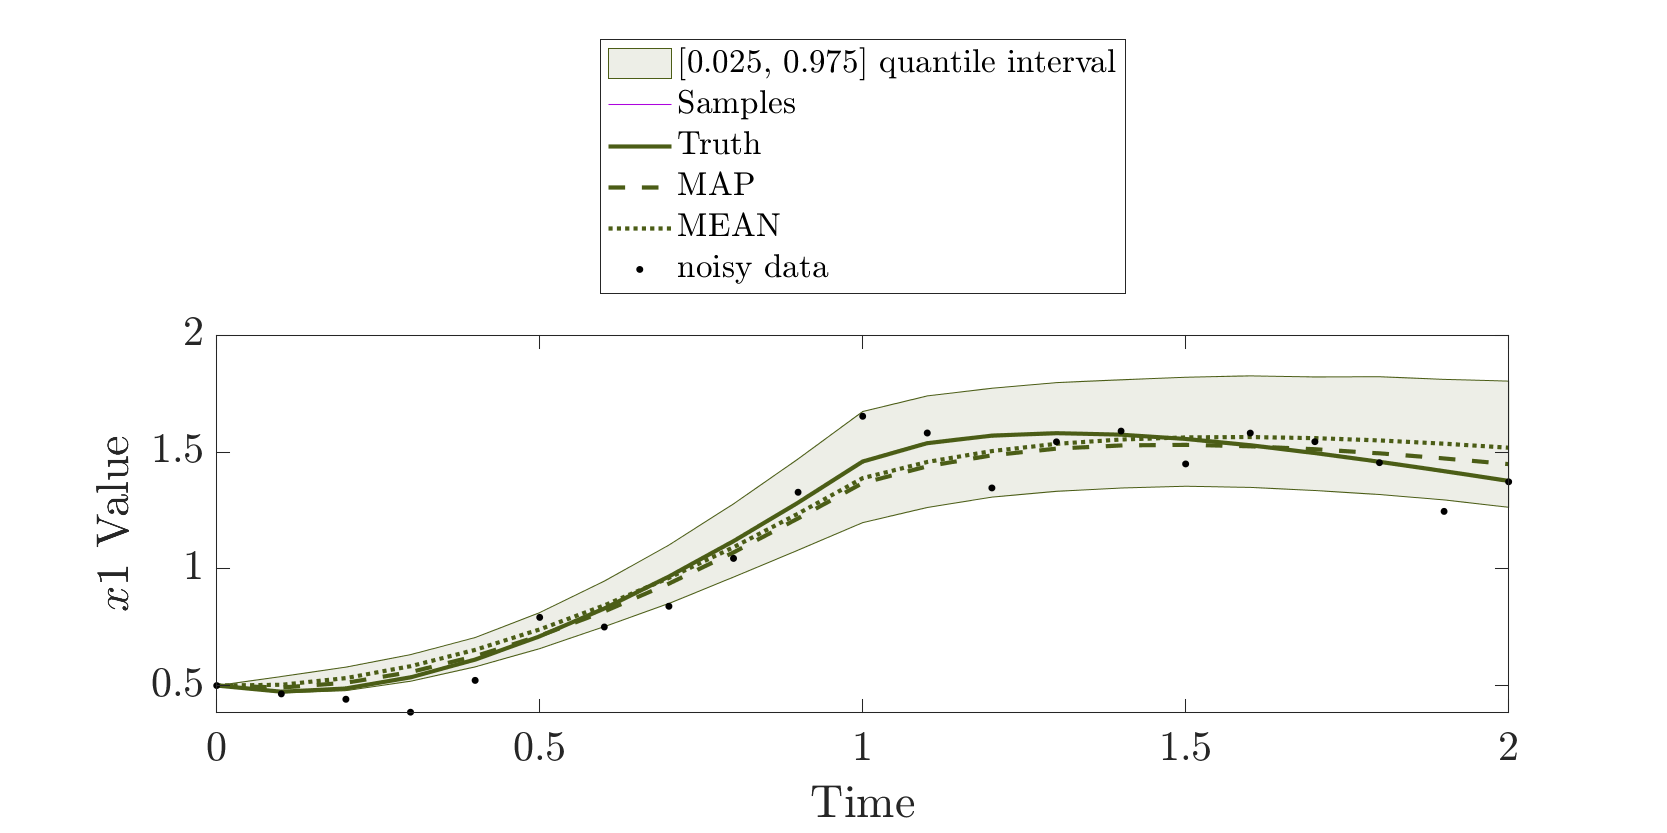 [0.025, 0.975] quantile interval
Samples
Truth
MAP
MEAN
noisy data
2
1.5
1
0.5
x1 Value
0 0.5 1 1.5 2
Time